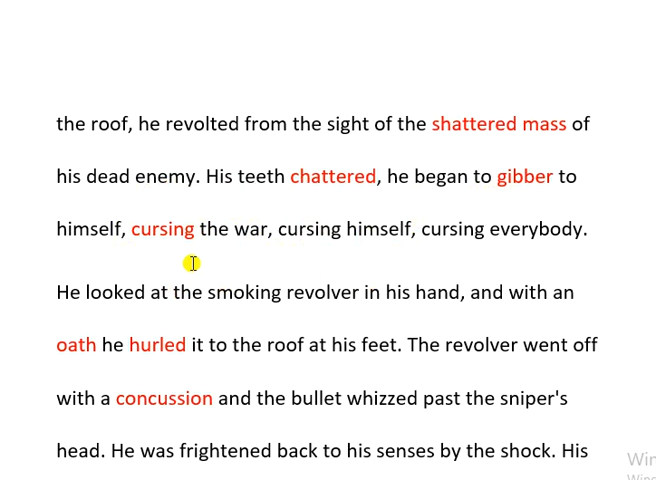 the roof, he revolted from the sight of the shattered mass of
his dead enemy. His teeth chattered, he began to gibber to
himself, cursing the war, cursing himself, cursing everybody.
He looked at the smoking revolver in his hand, and with an
oath he hurled it to the roof at his feet. The revolver went off
with a concussion and the bullet whizzed past the sniper's
head. He was frightened back to his senses by the shock. His
Win